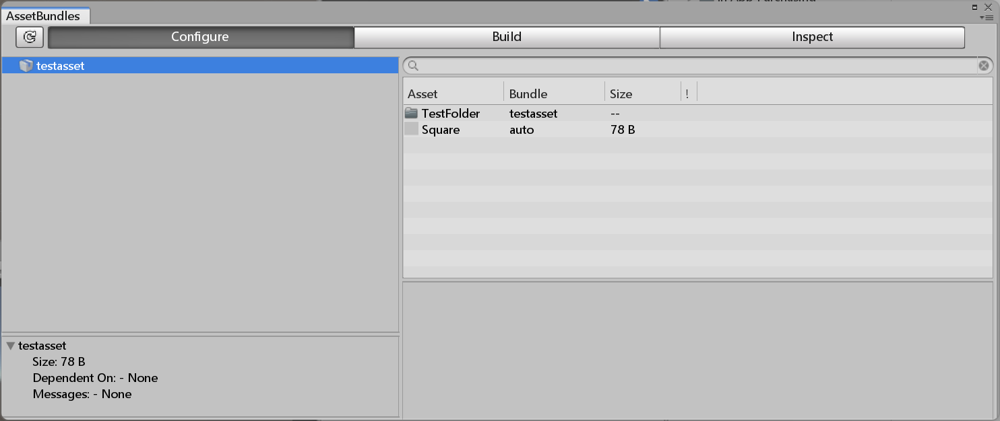 AssetBundles
Configure Build Inspect
testasset
Asset Bundle Size !
TestFolder testasset --
Square auto 78 B
testasset
Size: 78 B
Dependent On: - None
Messages: - None